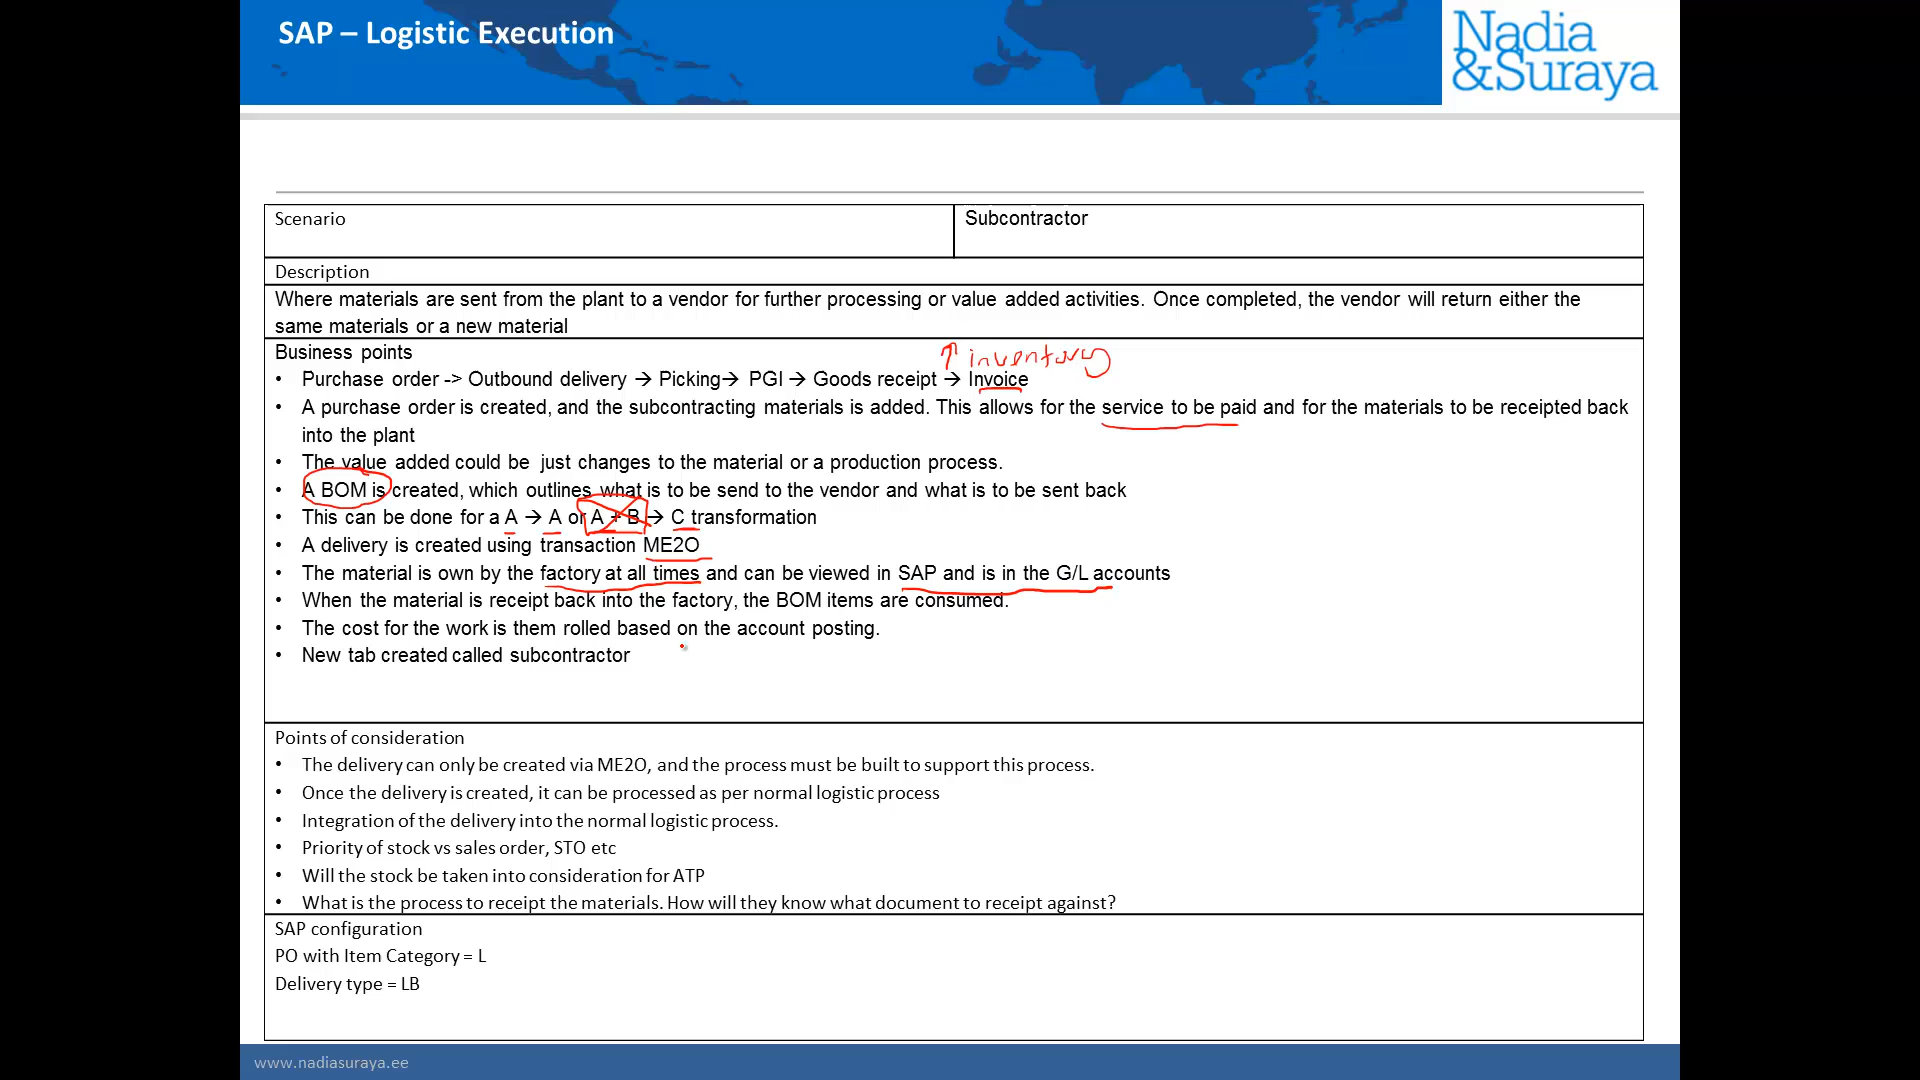 SAP – Logistic Execution
Nadia
&Suraya
Scenario
Subcontractor
Description
Where materials are sent from the plant to a vendor for further processing or value added activities. Once completed, the vendor will return either the
same materials or a new material
Business points
↑ inventory
• Purchase order -> Outbound delivery → Picking→ PGI → Goods receipt → Invoice
• A purchase order is created, and the subcontracting materials is added. This allows for the service to be paid and for the materials to be receipted back
into the plant
• The value added could be just changes to the material or a production process.
• A BOM is created, which outlines what is to be send to the vendor and what is to be sent back
• This can be done for a A → A or A + B → C transformation
• A delivery is created using transaction ME2O
• The material is own by the factory at all times and can be viewed in SAP and is in the G/L accounts
• When the material is receipt back into the factory, the BOM items are consumed.
• The cost for the work is them rolled based on the account posting.
• New tab created called subcontractor
Points of consideration
• The delivery can only be created via ME2O, and the process must be built to support this process.
• Once the delivery is created, it can be processed as per normal logistic process
• Integration of the delivery into the normal logistic process.
• Priority of stock vs sales order, STO etc
• Will the stock be taken into consideration for ATP
• What is the process to receipt the materials. How will they know what document to receipt against?
SAP configuration
PO with Item Category = L
Delivery type = LB
www.nadiasuraya.ee